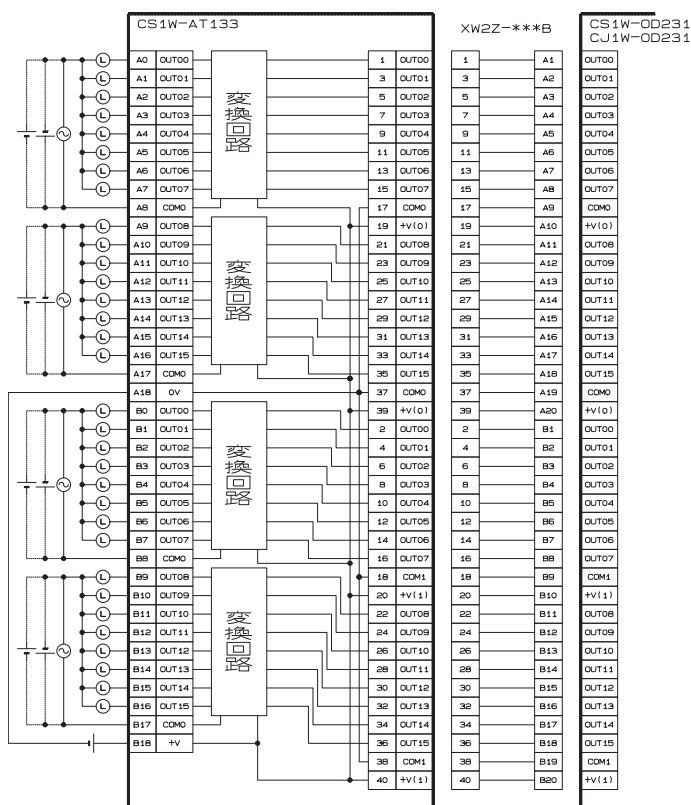 CS1W-AT133 XW2Z-***B CS1W-OD231
CJ1W-OD231
L A0 OUT00 1 OUT00 1 A1 OUT00
L A1 OUT01 3 OUT01 3 A2 OUT01
L A2 OUT02 5 OUT02 5 A3 OUT02
L A3 OUT03 7 OUT03 7 A4 OUT03
L A4 OUT04 9 OUT04 9 A5 OUT04
L A5 OUT05 11 OUT05 11 A6 OUT05
L A6 OUT06 13 OUT06 13 A7 OUT06
L A7 OUT07 15 OUT07 15 A8 OUT07
変換回路
A8 COM0 17 COM0 17 A9 COM0
L A9 OUT08 19 +V(0) 19 A10 +V(0)
L A10 OUT09 21 OUT08 21 A11 OUT08
L A11 OUT10 23 OUT09 23 A12 OUT09
L A12 OUT11 25 OUT10 25 A13 OUT10
L A13 OUT12 27 OUT11 27 A14 OUT11
L A14 OUT13 29 OUT12 29 A15 OUT12
L A15 OUT14 31 OUT13 31 A16 OUT13
L A16 OUT15 33 OUT14 33 A17 OUT14
変換回路
A17 COM0 35 OUT15 35 A18 OUT15
A18 0V 37 COM0 37 A19 COM0
L B0 OUT00 39 +V(0) 39 A20 +V(0)
L B1 OUT01 2 OUT00 2 B1 OUT00
L B2 OUT02 4 OUT01 4 B2 OUT01
L B3 OUT03 6 OUT02 6 B3 OUT02
L B4 OUT04 8 OUT03 8 B4 OUT03
L B5 OUT05 10 OUT04 10 B5 OUT04
L B6 OUT06 12 OUT05 12 B6 OUT05
L B7 OUT07 14 OUT06 14 B7 OUT06
変換回路
B8 COM0 16 OUT07 16 B8 OUT07
L B9 OUT08 18 COM1 18 B9 COM1
L B10 OUT09 20 +V(1) 20 B10 +V(1)
L B11 OUT10 22 OUT08 22 B11 OUT08
L B12 OUT11 24 OUT09 24 B12 OUT09
L B13 OUT12 26 OUT10 26 B13 OUT10
L B14 OUT13 28 OUT11 28 B14 OUT11
L B15 OUT14 30 OUT12 30 B15 OUT12
L B16 OUT15 32 OUT13 32 B16 OUT13
変換回路
B17 COM0 34 OUT14 34 B17 OUT14
B18 +V 36 OUT15 36 B18 OUT15
38 COM1 38 B19 COM1
40 +V(1) 40 B20 +V(1)